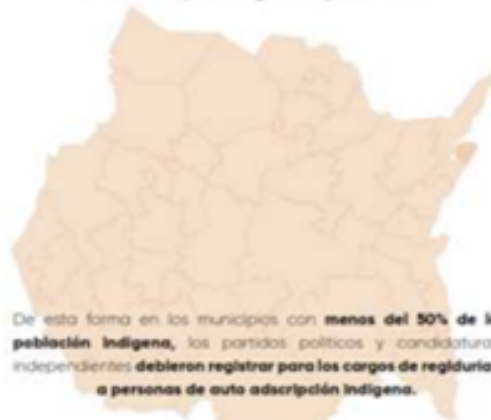 De esta forma en los municipios con menos del 50% de l
población indígena, los partidos políticos y candidatura
independientes debieron registrar para los cargos de regiduría
a personas de auto adscripción indígena.